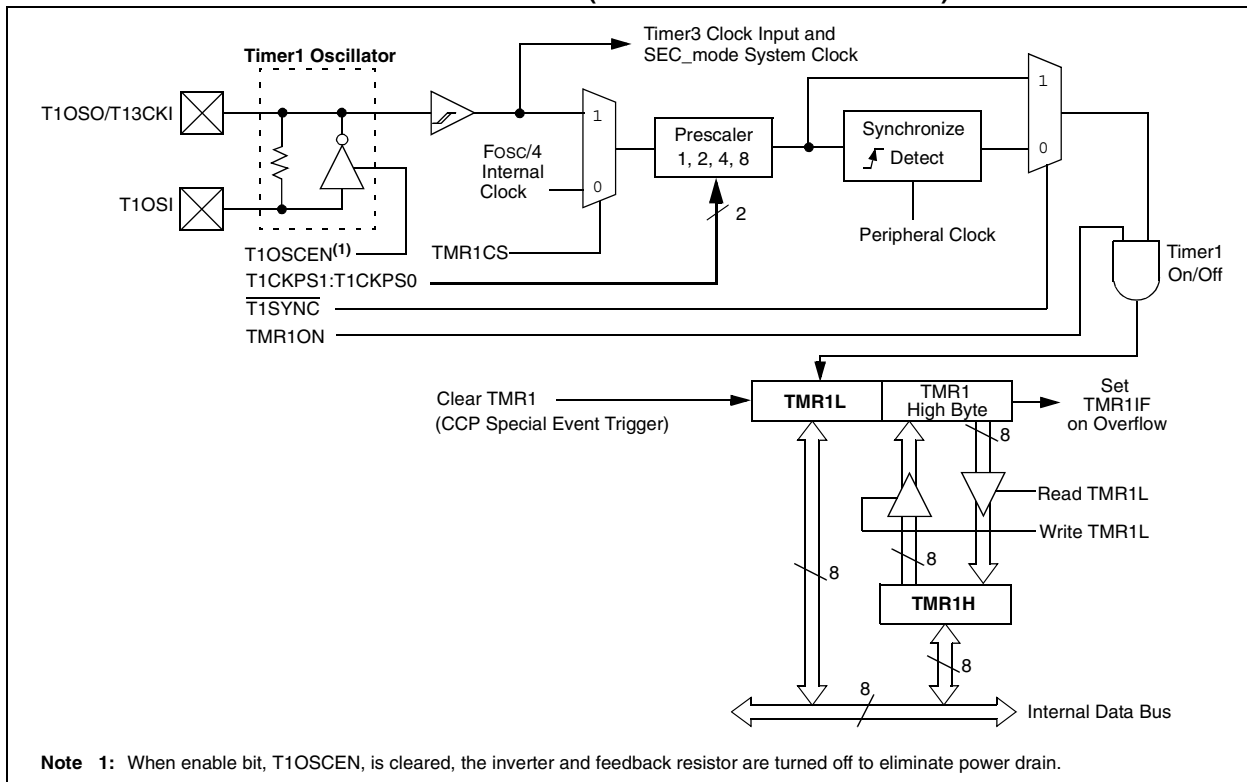 Timer3 Clock Input and
SEC_mode System Clock
Timer1 Oscillator
T1OSO/T13CKI
T1OSI
1
0
FOSC/4
Internal
Clock
Prescaler
1, 2, 4, 8
2
Synchronize
Detect
1
0
Peripheral Clock
T1OSCEN(1)
TMR1CS
T1CKPS1:T1CKPS0
T1SYNC
TMR1ON
Timer1
On/Off
Clear TMR1
(CCP Special Event Trigger)
TMR1L
TMR1
High Byte
Set
TMR1IF
on Overflow
8
Read TMR1L
Write TMR1L
8
8
TMR1H
8
8
Internal Data Bus
Note 1: When enable bit, T1OSCEN, is cleared, the inverter and feedback resistor are turned off to eliminate power drain.